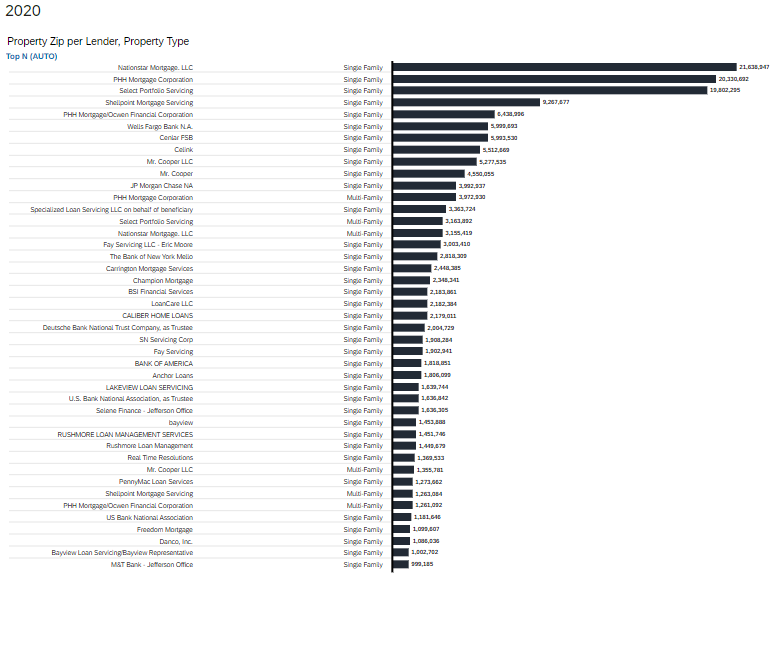 2020
Property Zip per Lender, Property Type
Top N (AUTO)
Nationstar Mortgage, LLC Single Family 21,638,947
PHH Mortgage Corporation Single Family 20,330,692
Select Portfolio Servicing Single Family 19,802,295
Shellpoint Mortgage Servicing Single Family 9,267,677
PHH Mortgage/Ocwen Financial Corporation Single Family 6,438,996
Wells Fargo Bank N.A. Single Family 5,999,693
Cenlar FSB Single Family 5,993,530
Celink Single Family 5,512,669
Mr. Cooper LLC Single Family 5,277,535
Mr. Cooper Single Family 4,550,055
JP Morgan Chase NA Single Family 3,992,937
PHH Mortgage Corporation Multi-Family 3,972,930
Specialized Loan Servicing LLC on behalf of beneficiary Single Family 3,363,724
Select Portfolio Servicing Multi-Family 3,163,892
Nationstar Mortgage, LLC Multi-Family 3,155,419
Fay Servicing LLC - Eric Moore Single Family 3,003,410
The Bank of New York Mello Single Family 2,818,309
Carrington Mortgage Services Single Family 2,448,385
Champion Mortgage Single Family 2,348,341
BSI Financial Services Single Family 2,183,861
LoanCare LLC Single Family 2,182,384
CALIBER HOME LOANS Single Family 2,179,011
Deutsche Bank National Trust Company, as Trustee Single Family 2,004,729
SN Servicing Corp Single Family 1,908,284
Fay Servicing Single Family 1,902,941
BANK OF AMERICA Single Family 1,818,851
Anchor Loans Single Family 1,806,099
LAKEVIEW LOAN SERVICING Single Family 1,639,744
U.S. Bank National Association, as Trustee Single Family 1,636,842
Selene Finance - Jefferson Office Single Family 1,636,305
bayview Single Family 1,453,888
RUSHMORE LOAN MANAGEMENT SERVICES Single Family 1,451,746
Rushmore Loan Management Single Family 1,449,679
Real Time Resolutions Single Family 1,369,533
Mr. Cooper LLC Multi-Family 1,355,781
PennyMac Loan Services Single Family 1,273,662
Shellpoint Mortgage Servicing Multi-Family 1,263,084
PHH Mortgage/Ocwen Financial Corporation Multi-Family 1,261,092
US Bank National Association Single Family 1,181,646
Freedom Mortgage Single Family 1,099,607
Danco, Inc. Single Family 1,086,036
Bayview Loan Servicing/Bayview Representative Single Family 1,002,702
M&T Bank - Jefferson Office Single Family 999,185